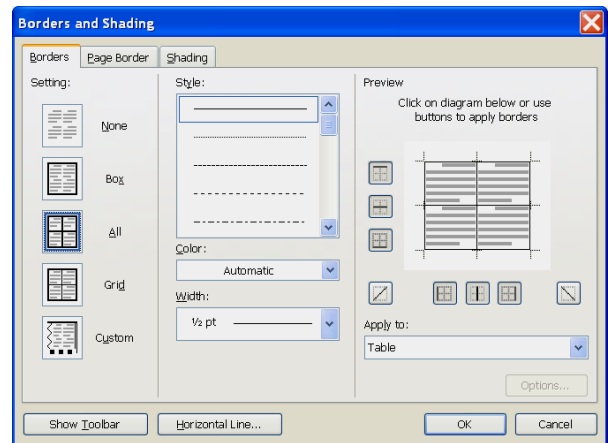 Borders and Shading
Borders
Page Border
Shading
Setting:
None
Box
All
Grid
Custom
Style:
Color:
Automatic
Width:
½ pt
Preview
Click on diagram below or use
buttons to apply borders
Apply to:
Table
Options...
Show Toolbar
Horizontal Line...
OK
Cancel